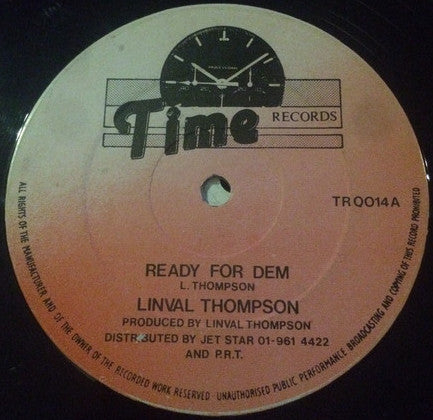 Time
RECORDS
TR0014A
READY FOR DEM
L. THOMPSON
LINVAL THOMPSON
PRODUCED BY LINVAL THOMPSON
DISTRIBUTED BY JET STAR 01-961 4422
AND P.R.T.
ALL RIGHTS OF THE MANUFACTURER AND OF THE OWNER OF THE RECORDED WORK RESERVED UNAUTHORISED PUBLIC PERFORMANCE BROADCASTING AND COPYING OF THIS RECORD PROHIBITED